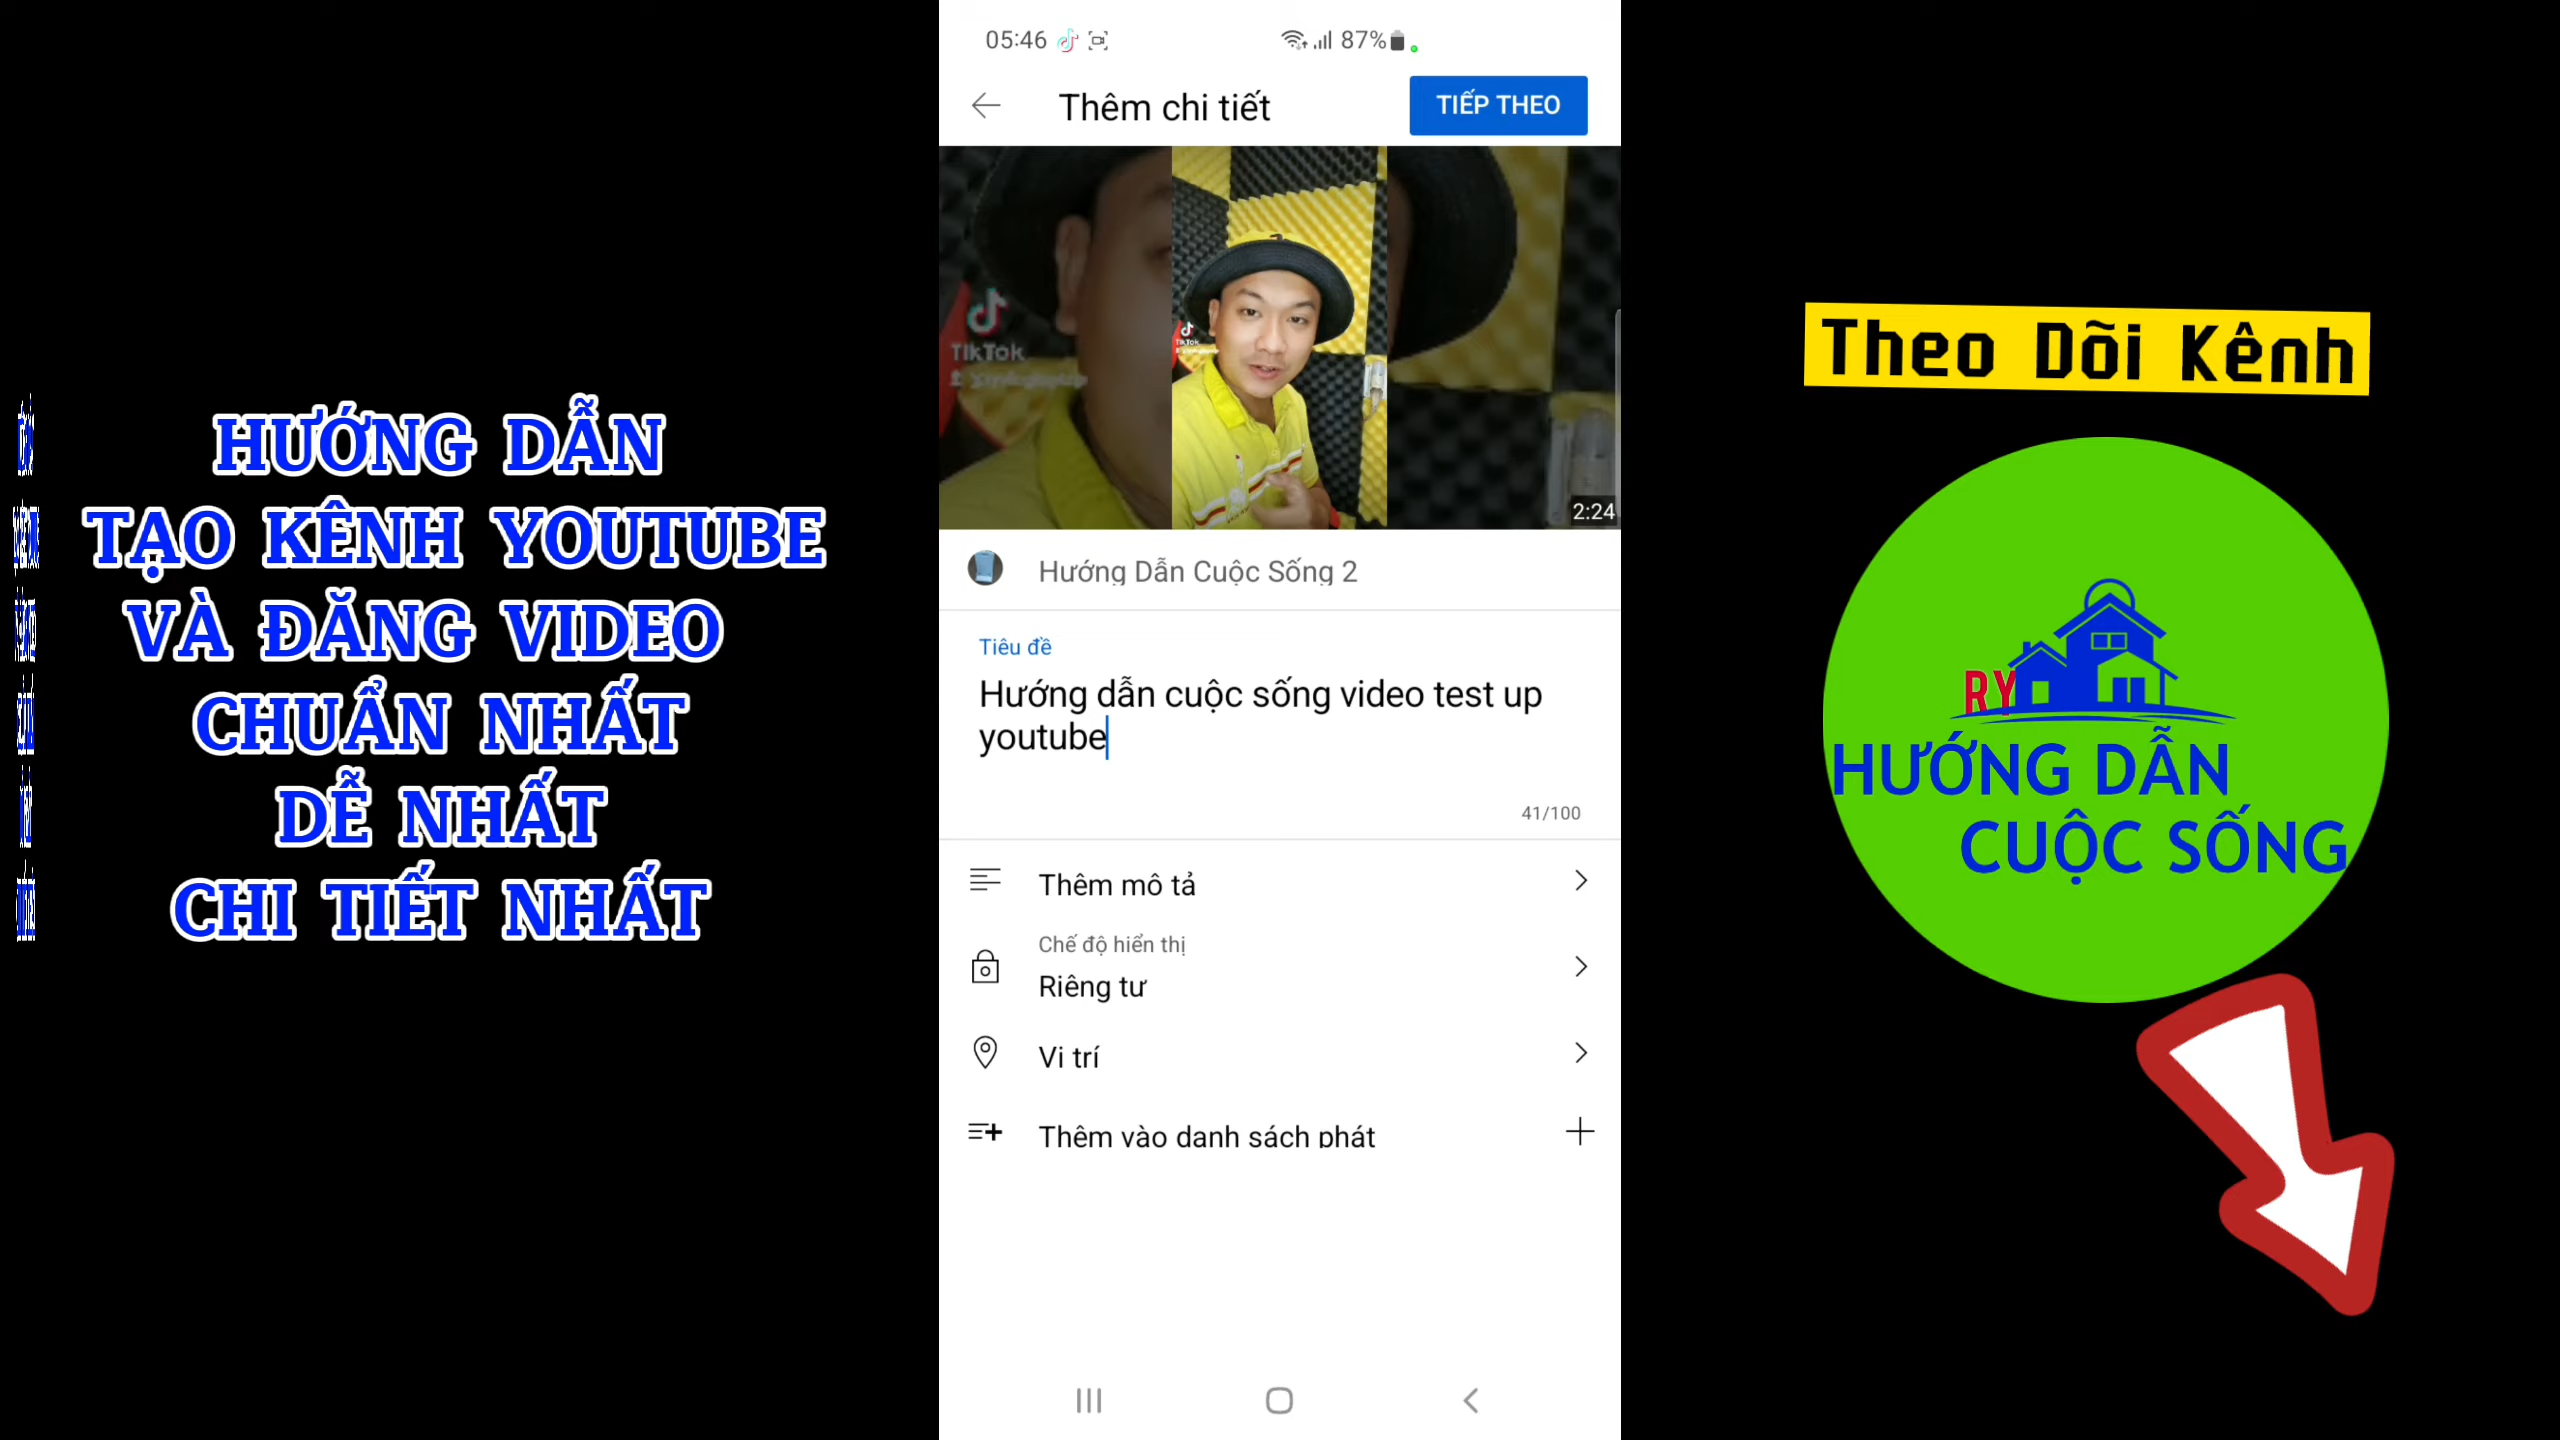 HƯỚNG DẪN
TẠO KÊNH YOUTUBE
VÀ ĐĂNG VIDEO
CHUẨN NHẤT
DỄ NHẤT
CHI TIẾT NHẤT
05:46
87%
Thêm chi tiết
TIẾP THEO
TikTok
TikTok
2:24
Hướng Dẫn Cuộc Sống 2
Tiêu đề
Hướng dẫn cuộc sống video test up
youtube
41/100
Thêm mô tả
Chế độ hiển thị
Riêng tư
Vi trí
Thêm vào danh sách phát
Theo Dõi Kênh
RY
HƯỚNG DẪN
CUỘC SỐNG